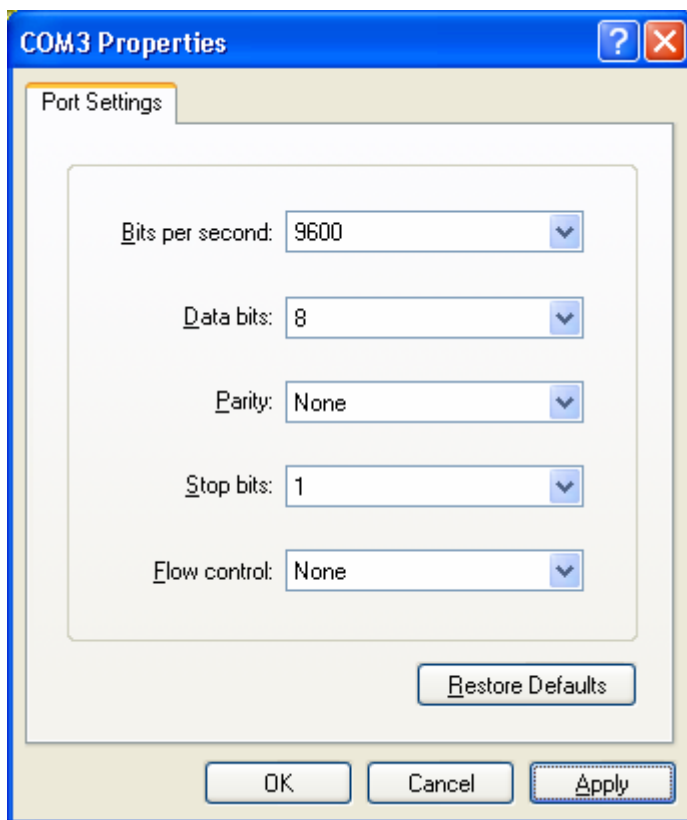 COM3 Properties
Port Settings
Bits per second: 9600
Data bits: 8
Parity: None
Stop bits: 1
Flow control: None
Restore Defaults
OK Cancel Apply